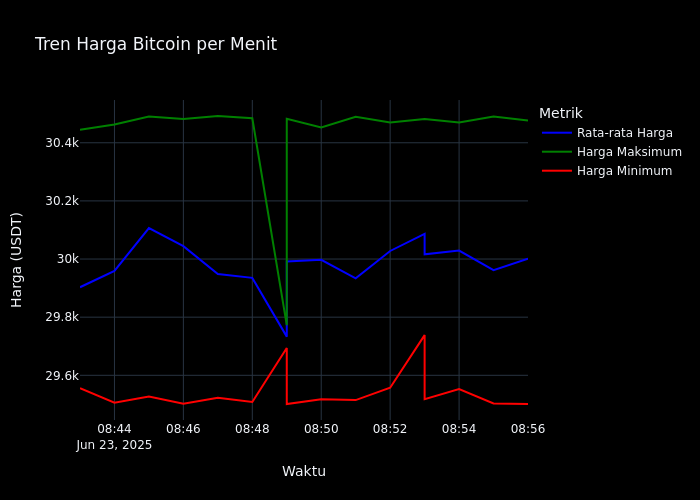 Tren Harga Bitcoin per Menit
Metrik
Rata-rata Harga
Harga Maksimum
Harga Minimum
Harga (USDT)
30.4k
30.2k
30k
29.8k
29.6k
08:44 08:46 08:48 08:50 08:52 08:54 08:56
Jun 23, 2025
Waktu